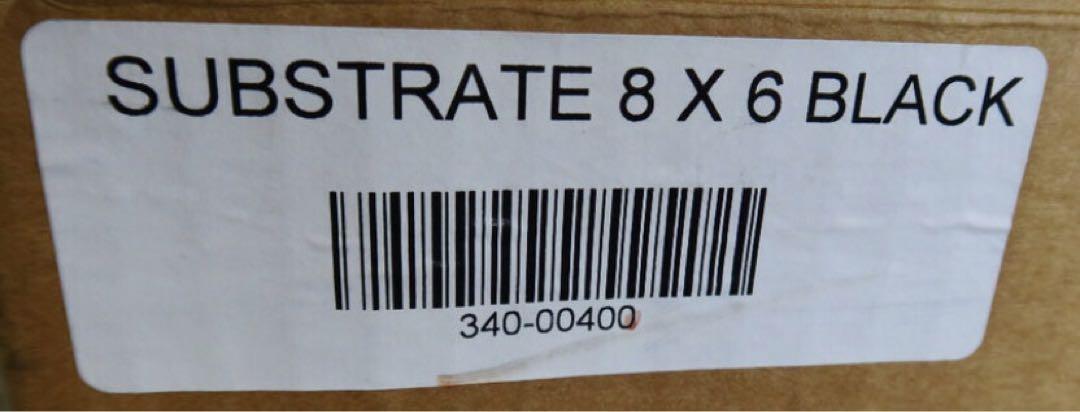 SUBSTRATE 8 X 6 BLACK
340-00400